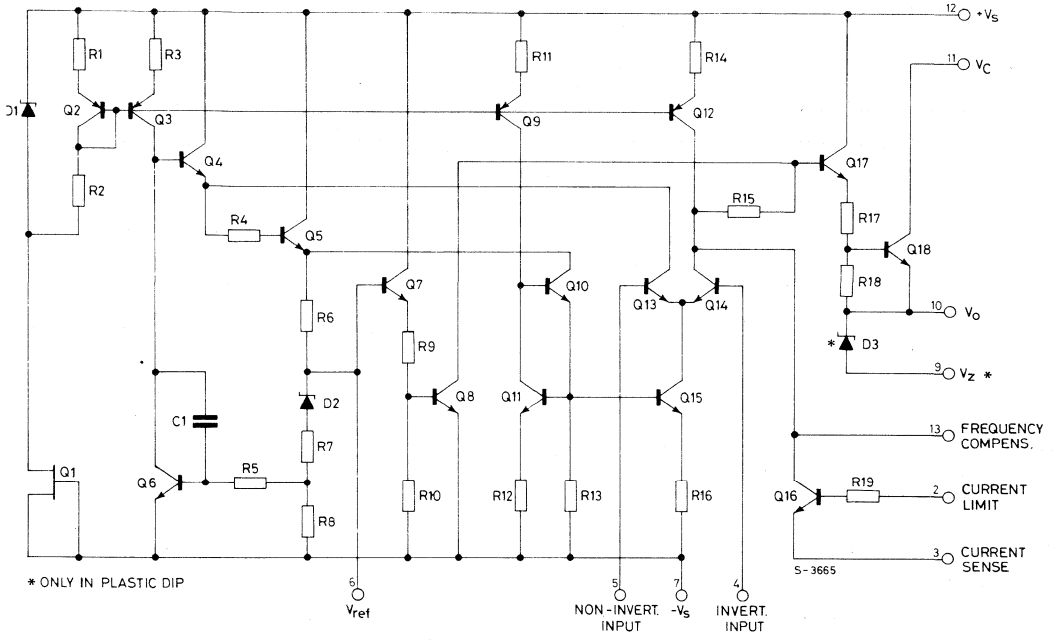 12 +Vs
11 Vc
R1
R3
R11
R14
D1
Q2
Q3
Q9
Q12
Q4
Q17
R2
R15
R4
Q5
R17
Q18
Q7
Q10
Q13
Q14
R18
R6
10 Vo
R9
* D3
9 Vz *
D2
Q8
Q11
Q15
C1
13 FREQUENCY
COMPENS.
R7
Q1
Q6
R5
R10
R12
R13
R16
Q16
R19
2 CURRENT
LIMIT
R8
3 CURRENT
SENSE
S-3665
* ONLY IN PLASTIC DIP
6
5
7
4
Vref
NON-INVERT.
INPUT
-Vs
INVERT.
INPUT